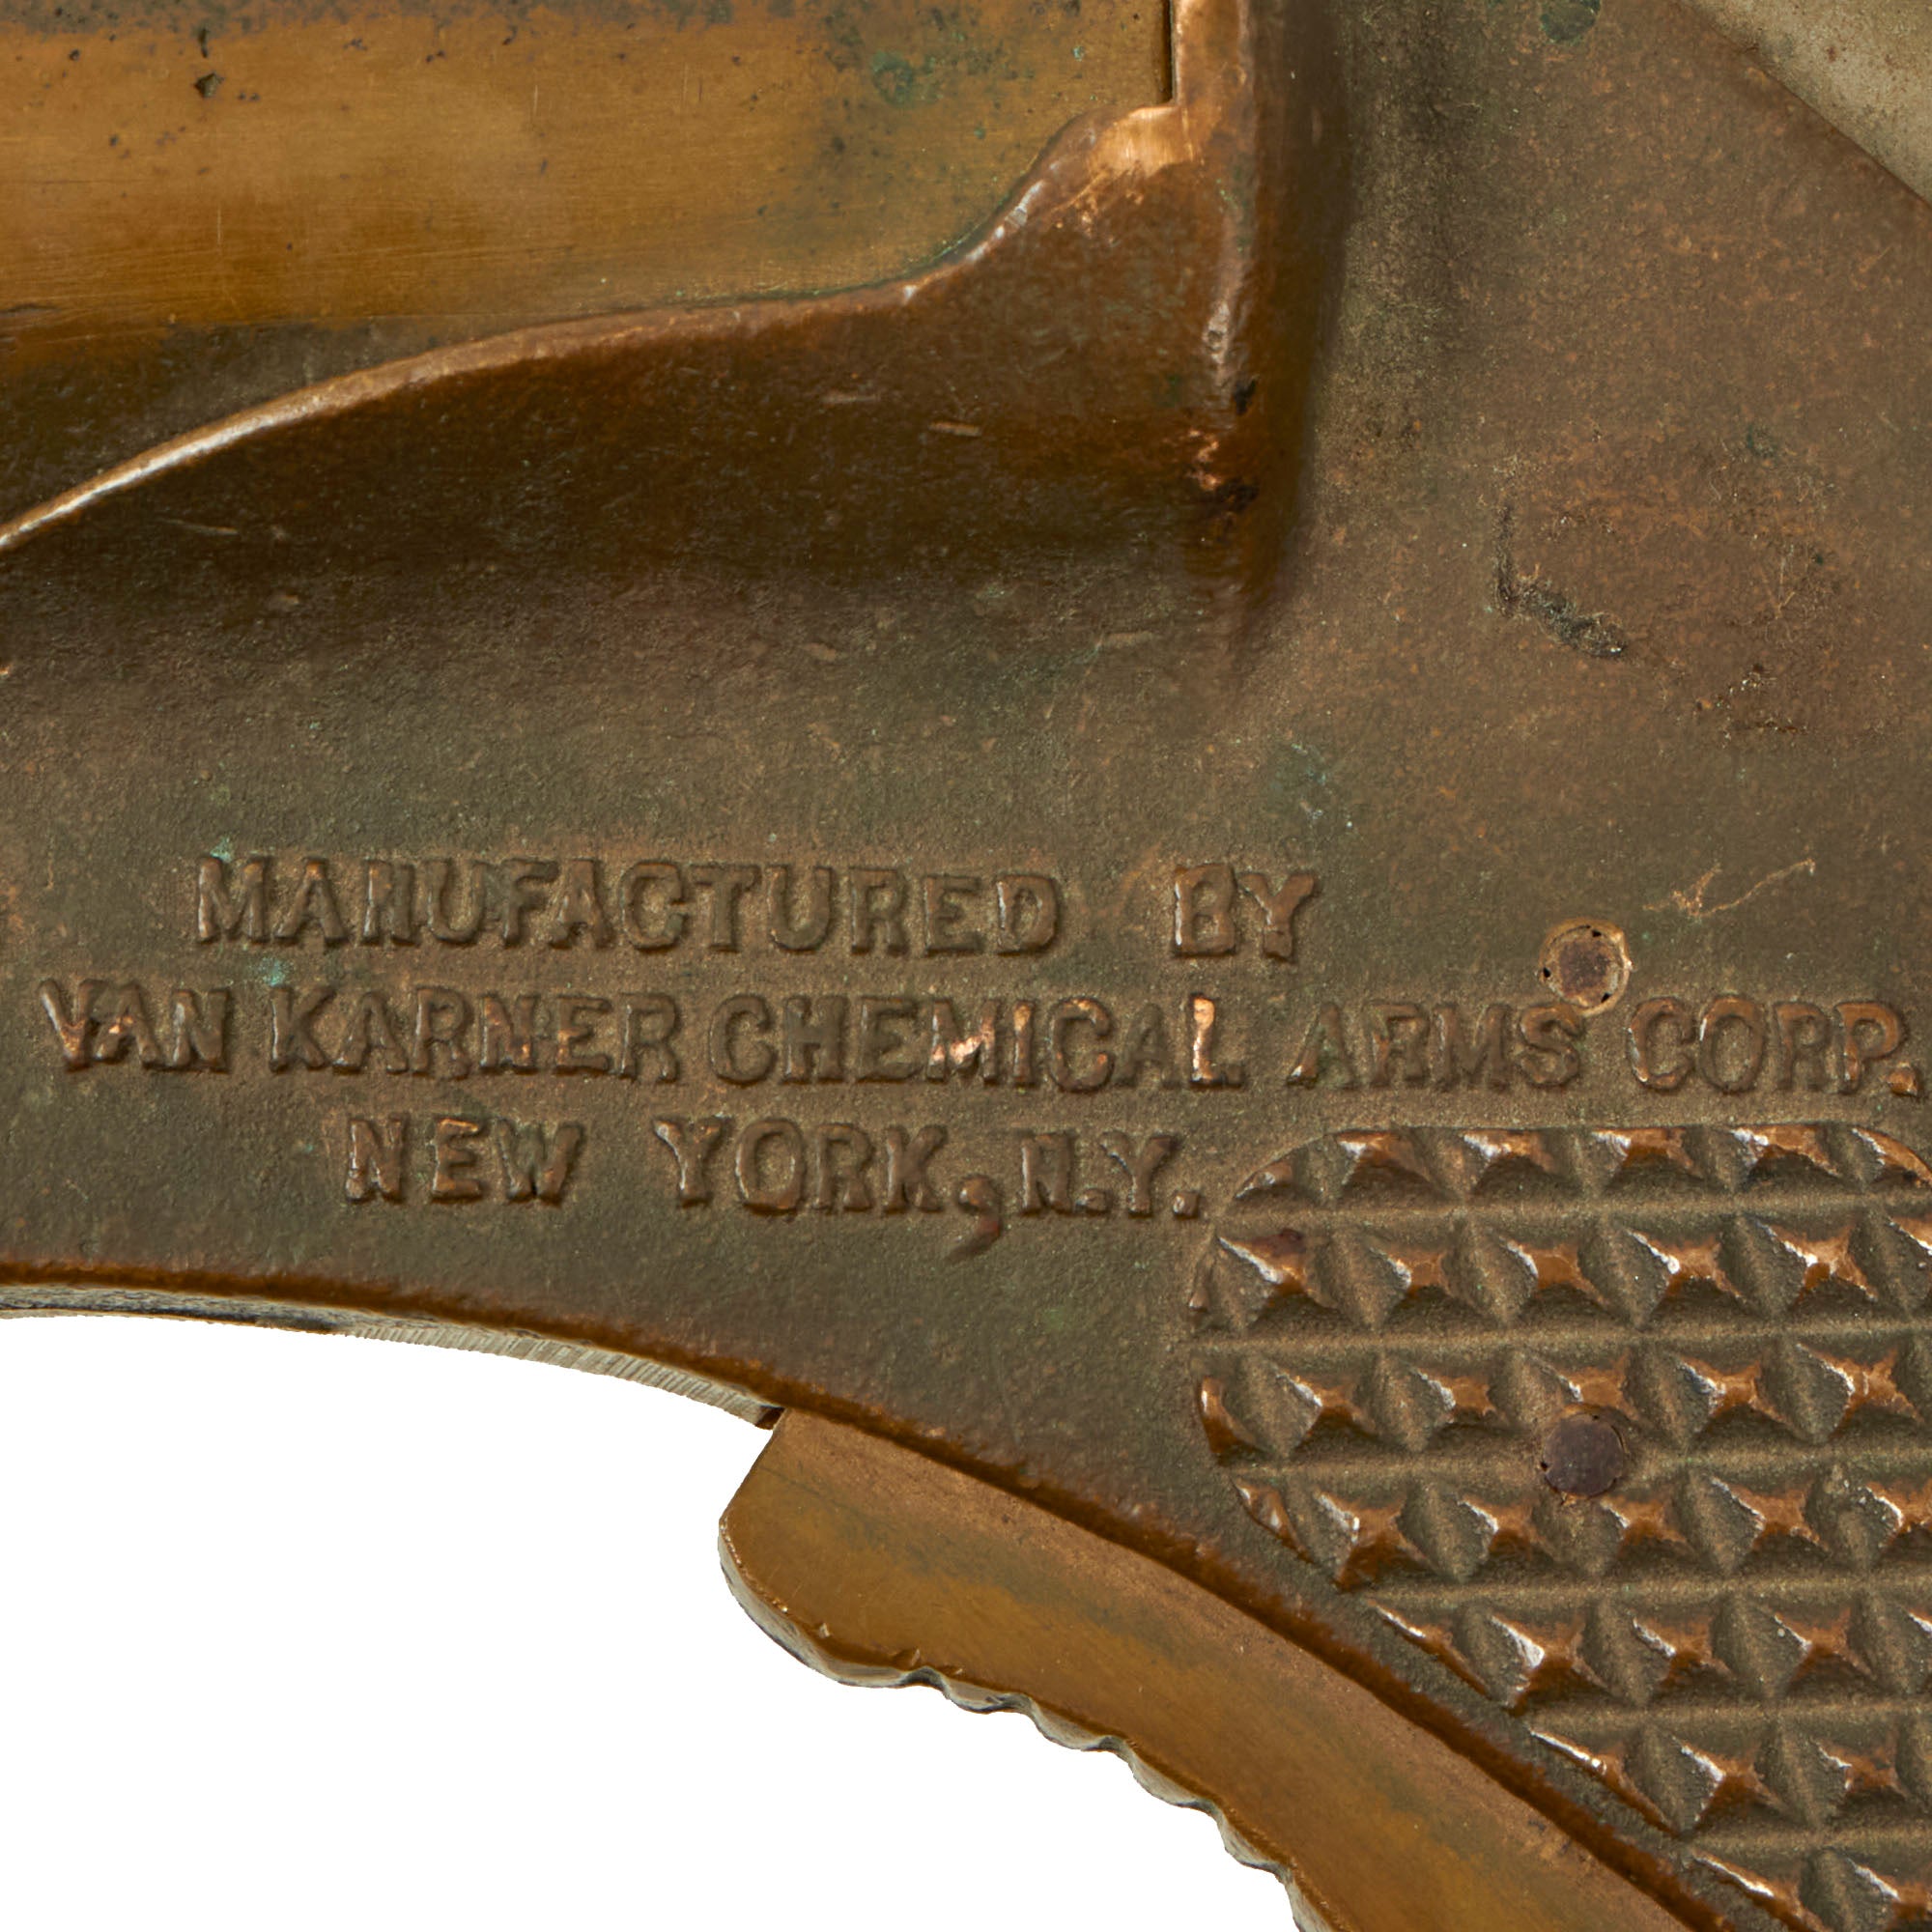 MANUFACTURED BY
VAN KARNER CHEMICAL ARMS CORP.
NEW YORK, N.Y.